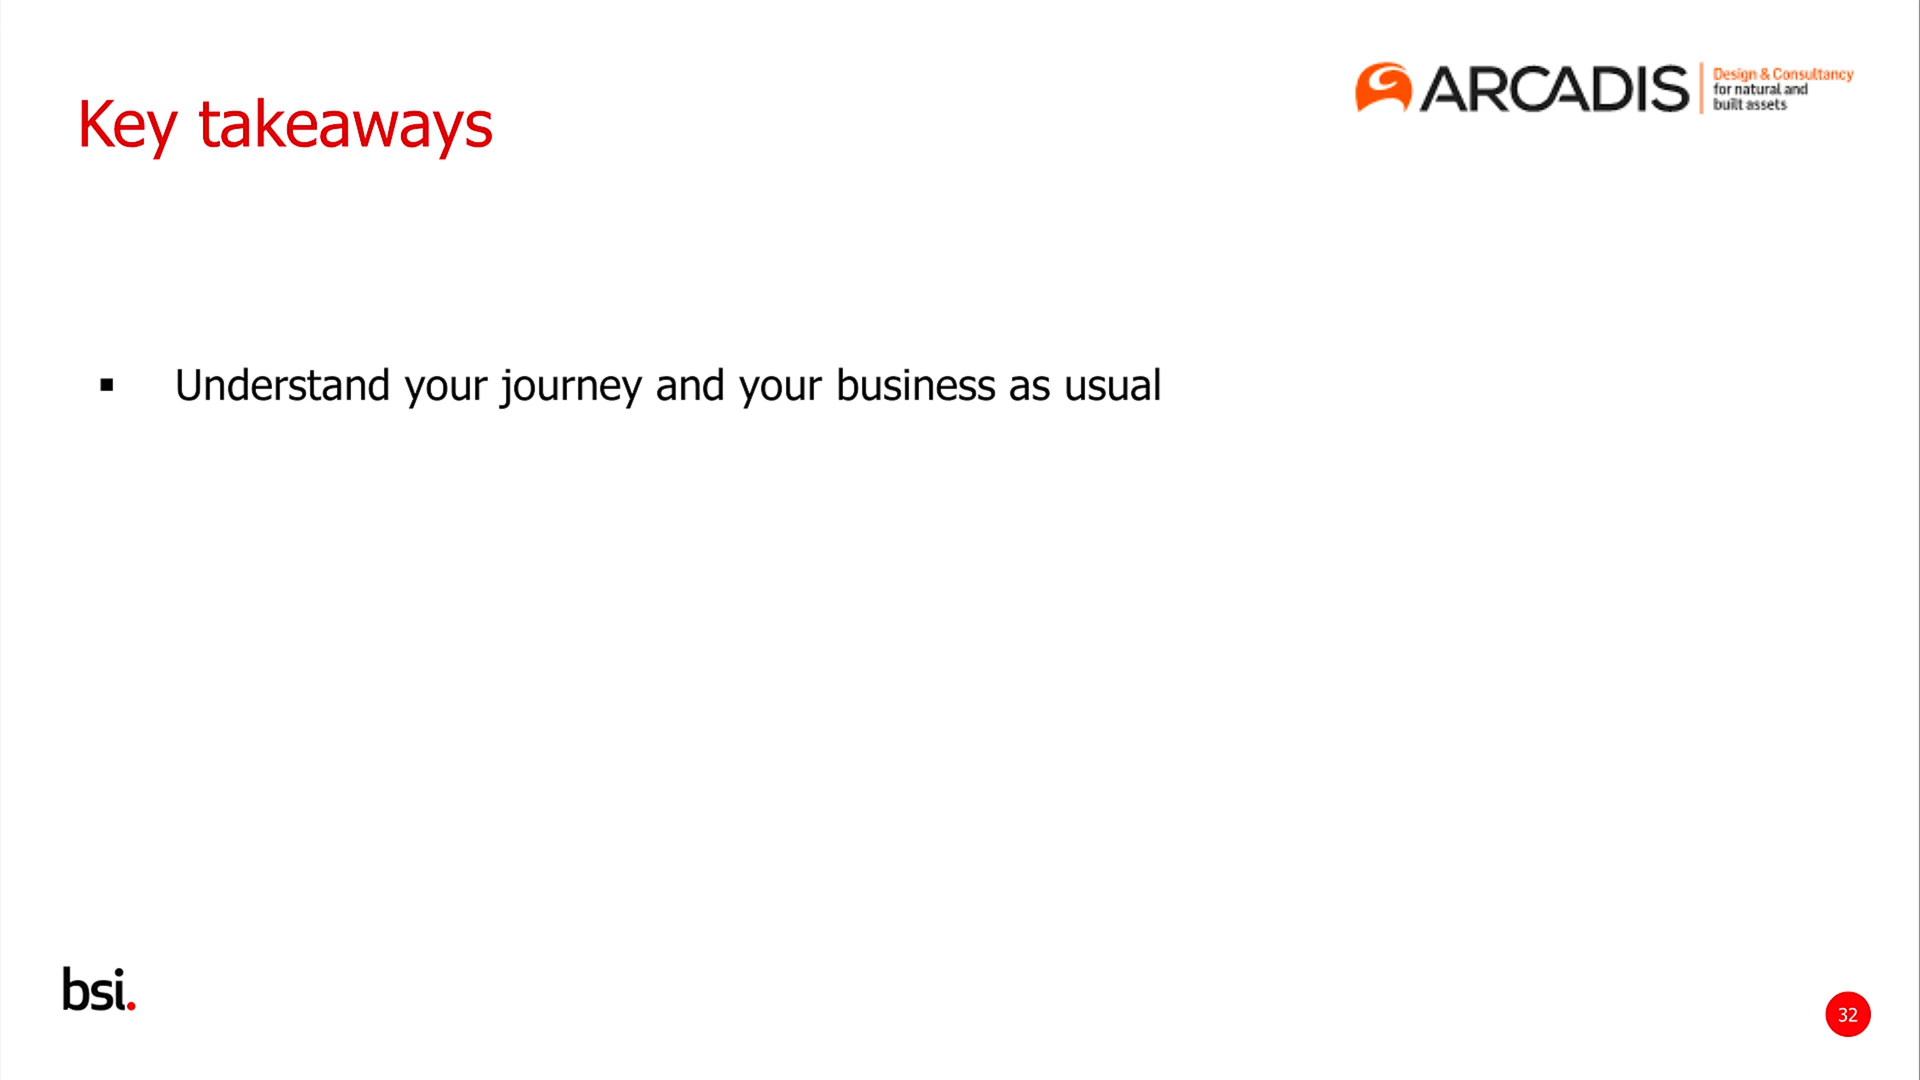 Key takeaways
ARCADIS
Design & Consultancy
for natural and
built assets
▪ Understand your journey and your business as usual
bsi.
32